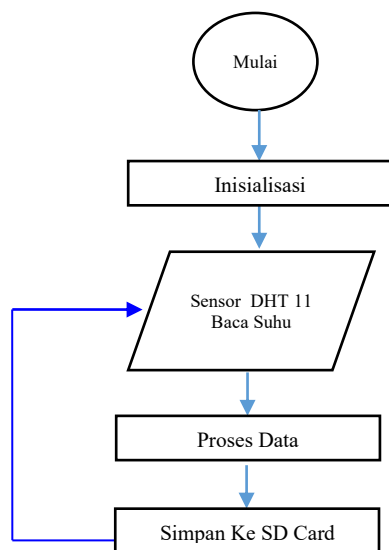 Mulai
Inisialisasi
Sensor DHT 11
Baca Suhu
Proses Data
Simpan Ke SD Card